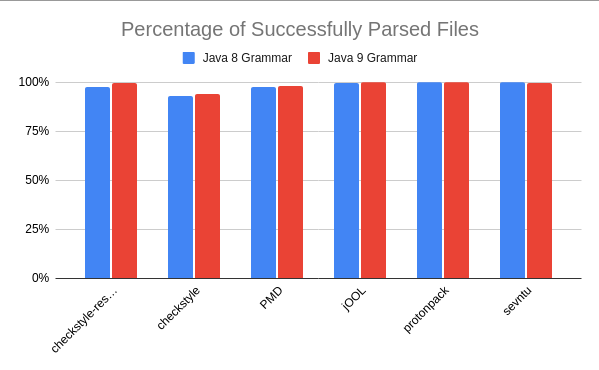 Percentage of Successfully Parsed Files
Java 8 Grammar
Java 9 Grammar
100%
75%
50%
25%
0%
checkstyle-res...
checkstyle
PMD
jOOL
protonpack
sevntu